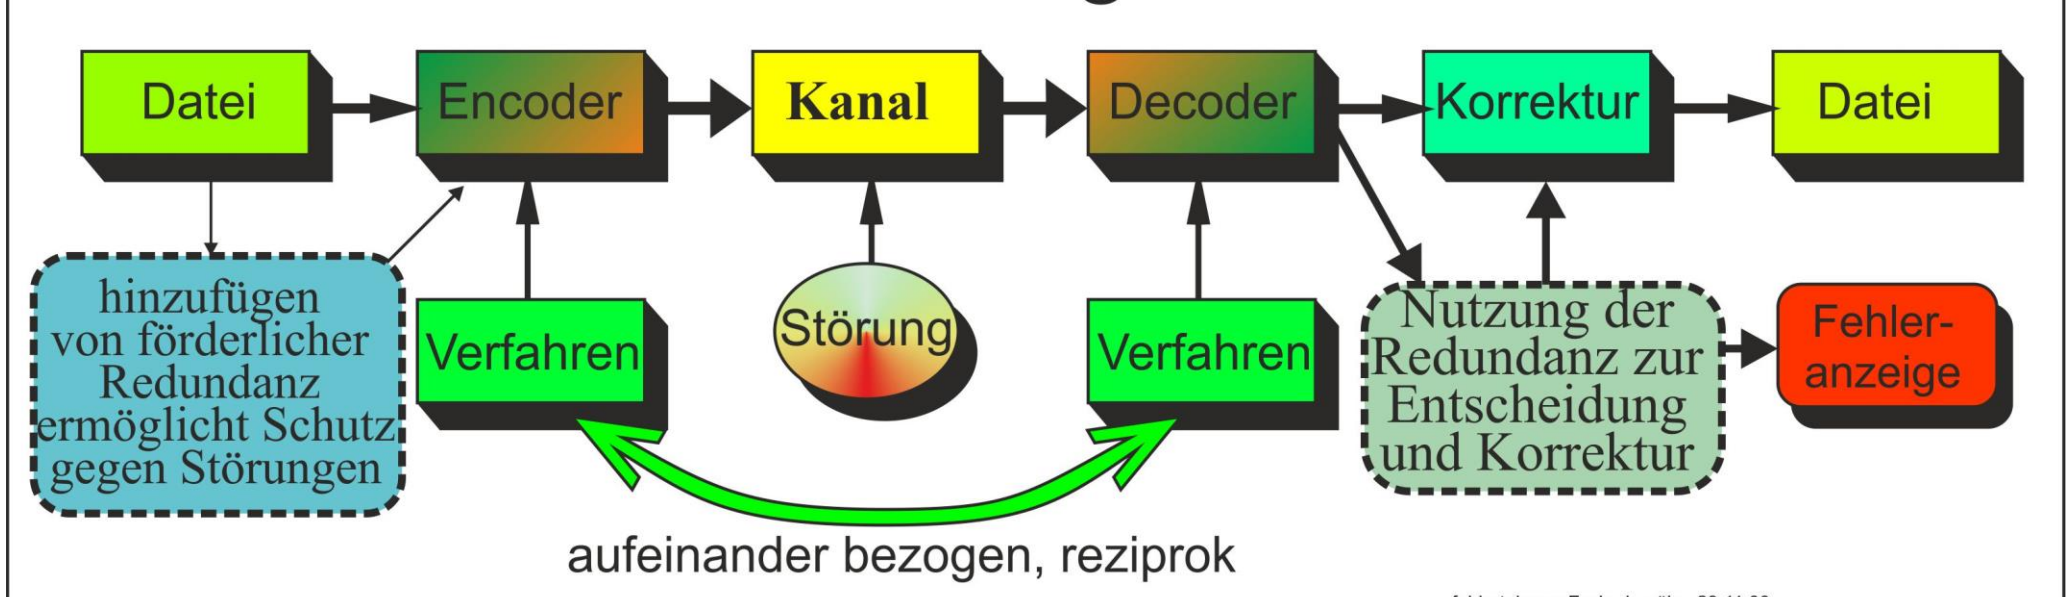 Datei
Encoder
Kanal
Decoder
Korrektur
Datei
hinzufügen
von förderlicher
Redundanz
ermöglicht Schutz
gegen Störungen
Verfahren
Störung
Verfahren
Nutzung der
Redundanz zur
Entscheidung
und Korrektur
Fehler-
anzeige
aufeinander bezogen, reziprok